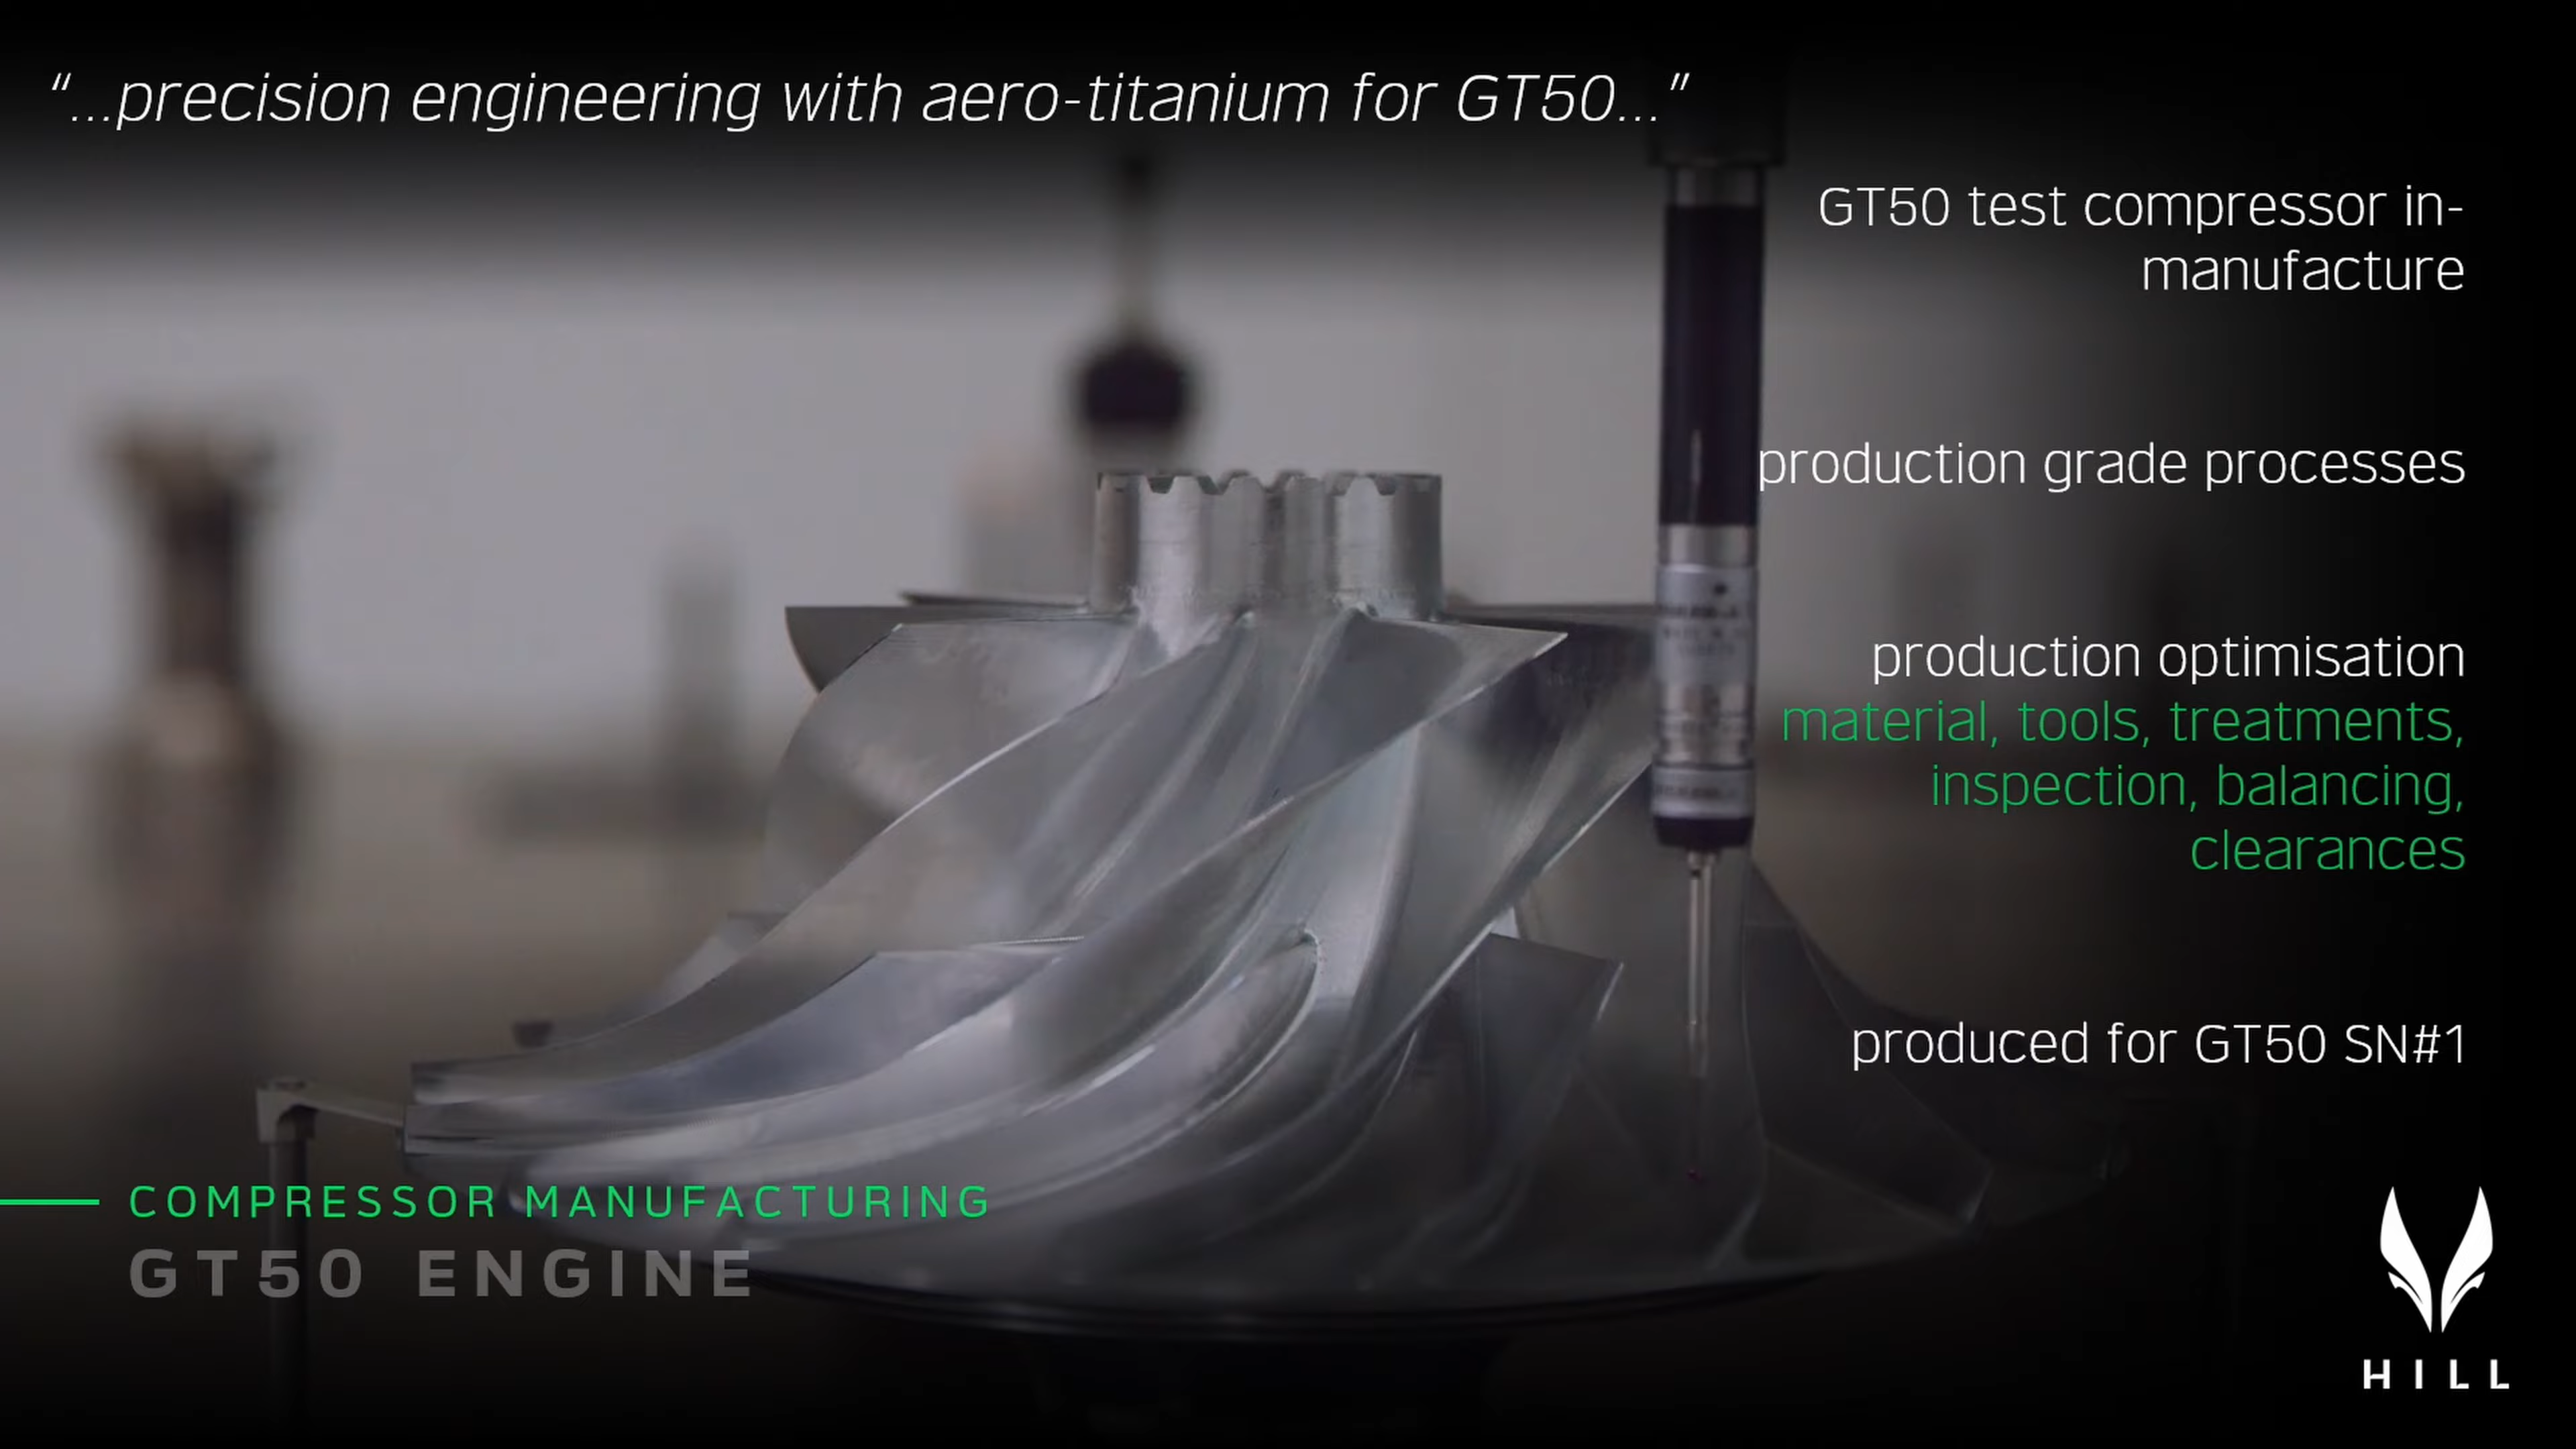 “...precision engineering with aero-titanium for GT50...”
GT50 test compressor in-
manufacture
production grade processes
production optimisation
material, tools, treatments,
inspection, balancing,
clearances
produced for GT50 SN#1
COMPRESSOR MANUFACTURING
GT50 ENGINE
HILL